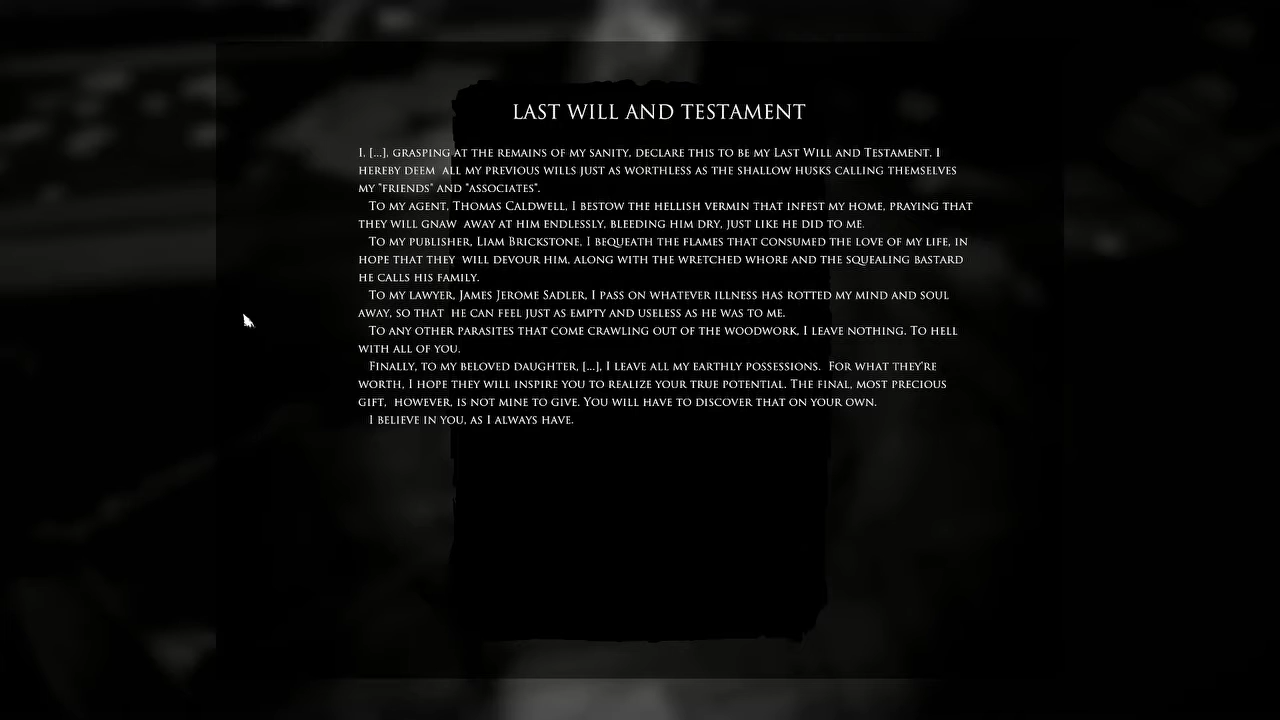 LAST WILL AND TESTAMENT
I, [...], GRASPING AT THE REMAINS OF MY SANITY, DECLARE THIS TO BE MY LAST WILL AND TESTAMENT. I
HEREBY DEEM ALL MY PREVIOUS WILLS JUST AS WORTHLESS AS THE SHALLOW HUSKS CALLING THEMSELVES
MY "FRIENDS" AND "ASSOCIATES".
TO MY AGENT, THOMAS CALDWELL, I BESTOW THE HELLISH VERMIN THAT INFEST MY HOME, PRAYING THAT
THEY WILL GNAW AWAY AT HIM ENDLESSLY, BLEEDING HIM DRY, JUST LIKE HE DID TO ME.
TO MY PUBLISHER, LIAM BRICKSTONE, I BEQUEATH THE FLAMES THAT CONSUMED THE LOVE OF MY LIFE, IN
HOPE THAT THEY WILL DEVOUR HIM, ALONG WITH THE WRETCHED WHORE AND THE SQUEALING BASTARD
HE CALLS HIS FAMILY.
TO MY LAWYER, JAMES JEROME SADLER, I PASS ON WHATEVER ILLNESS HAS ROTTED MY MIND AND SOUL
AWAY, SO THAT HE CAN FEEL JUST AS EMPTY AND USELESS AS HE WAS TO ME.
TO ANY OTHER PARASITES THAT COME CRAWLING OUT OF THE WOODWORK, I LEAVE NOTHING. TO HELL
WITH ALL OF YOU.
FINALLY, TO MY BELOVED DAUGHTER, [...], I LEAVE ALL MY EARTHLY POSSESSIONS. FOR WHAT THEY'RE
WORTH, I HOPE THEY WILL INSPIRE YOU TO REALIZE YOUR TRUE POTENTIAL. THE FINAL, MOST PRECIOUS
GIFT, HOWEVER, IS NOT MINE TO GIVE. YOU WILL HAVE TO DISCOVER THAT ON YOUR OWN.
I BELIEVE IN YOU, AS I ALWAYS HAVE.